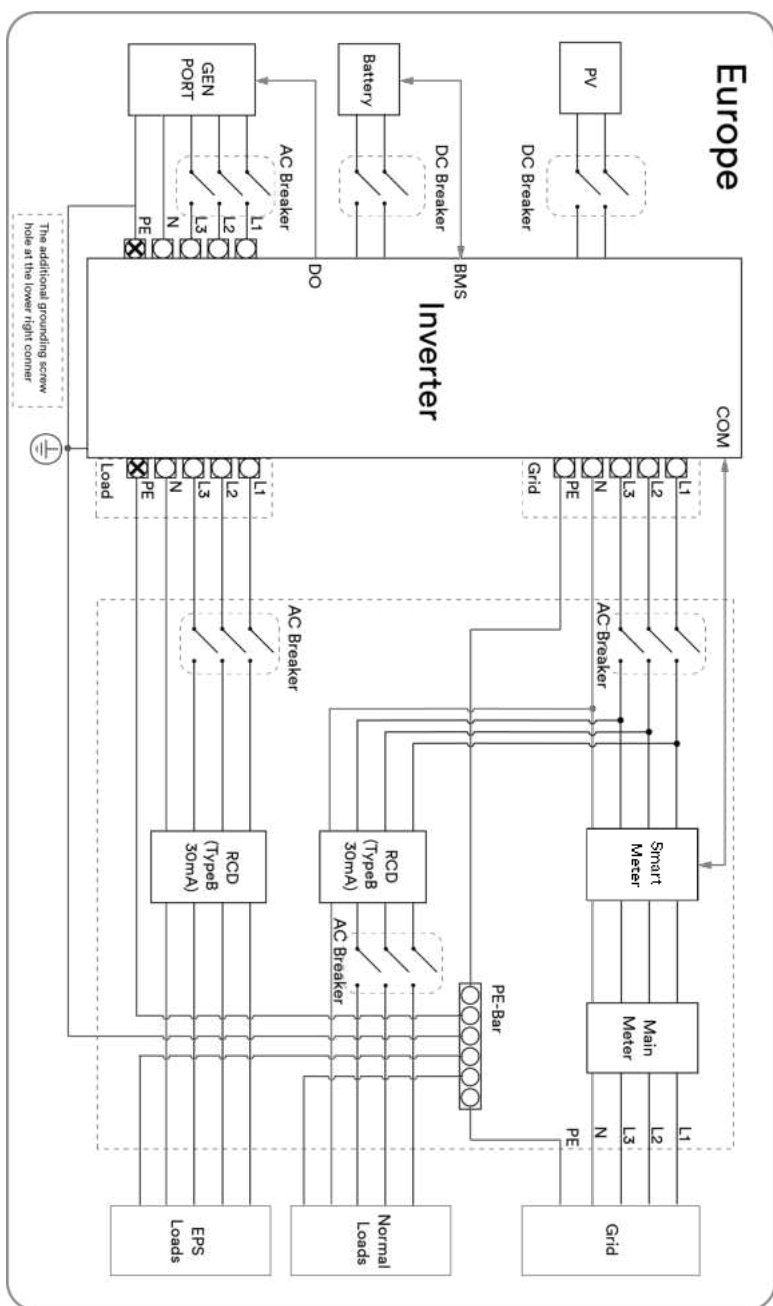 Europe
PV
DC Breaker
Battery
DC Breaker
GEN
PORT
AC Breaker
L1
L2
L3
N
PE
The additional grounding screw
hole at the lower right conner
BMS
DO
Inverter
COM
Grid
L1
L2
L3
N
PE
Load
L1
L2
L3
N
PE
AC Breaker
AC Breaker
Smart
Meter
RCD
(TypeB
30mA)
RCD
(TypeB
30mA)
AC Breaker
PE-Bar
Main
Meter
L1
L2
L3
N
PE
Grid
Normal
Loads
EPS
Loads